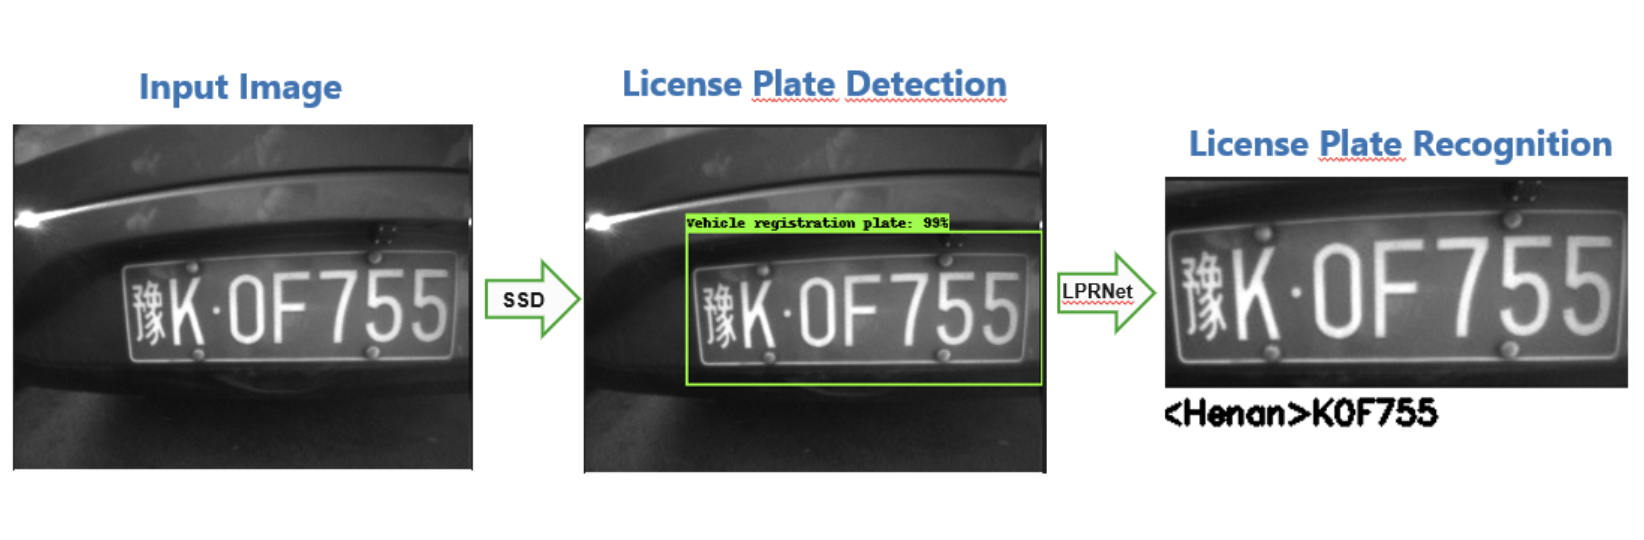 Input Image
豫K·0F755
SSD
License Plate Detection
Vehicle registration plate: 99%
豫K·0F755
LPRNet
License Plate Recognition
豫K·0F755
<Henan>K0F755